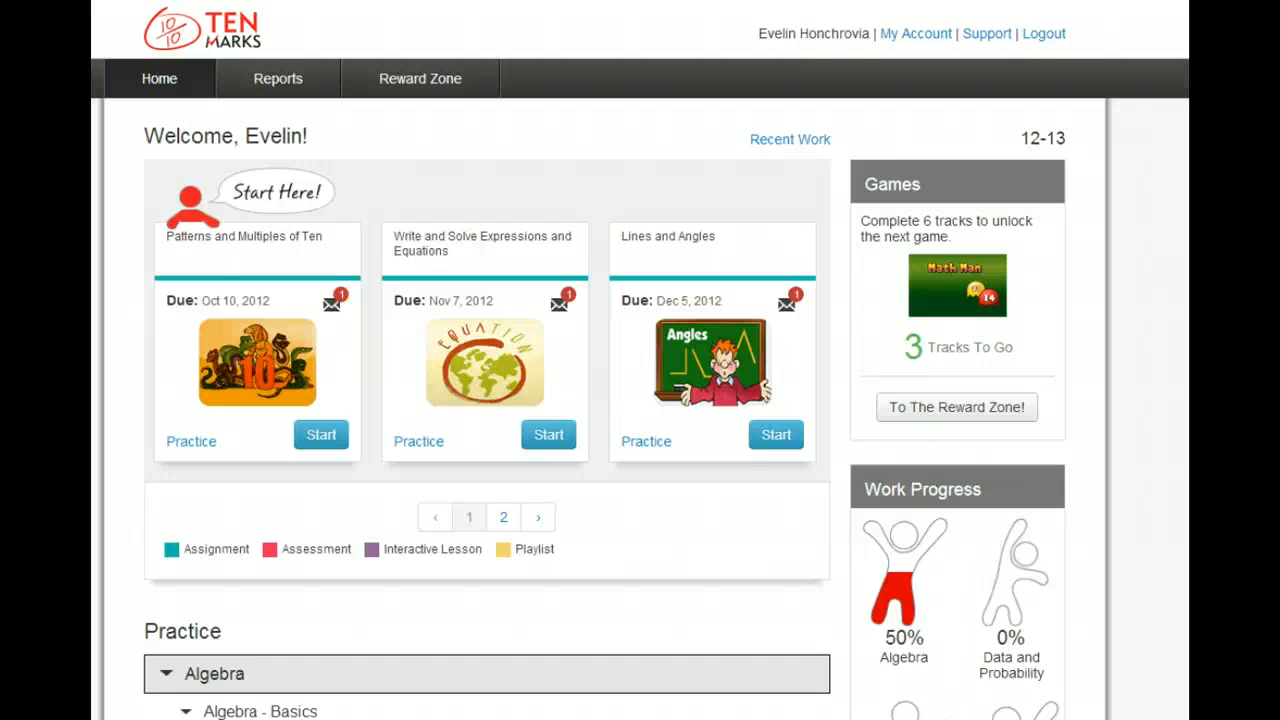 10/10 TEN MARKS
Evelin Honchrovia | My Account | Support | Logout
Home Reports Reward Zone
Welcome, Evelin!
Recent Work
12-13
Start Here!
Patterns and Multiples of Ten
Due: Oct 10, 2012
1
10
Practice
Start
Write and Solve Expressions and
Equations
Due: Nov 7, 2012
1
EQUATION
Practice
Start
Lines and Angles
Due: Dec 5, 2012
1
Angles
Practice
Start
‹ 1 2 ›
Assignment Assessment Interactive Lesson Playlist
Practice
Algebra
Algebra - Basics
Games
Complete 6 tracks to unlock
the next game.
Math Man
14
3 Tracks To Go
To The Reward Zone!
Work Progress
50%
Algebra
0%
Data and
Probability